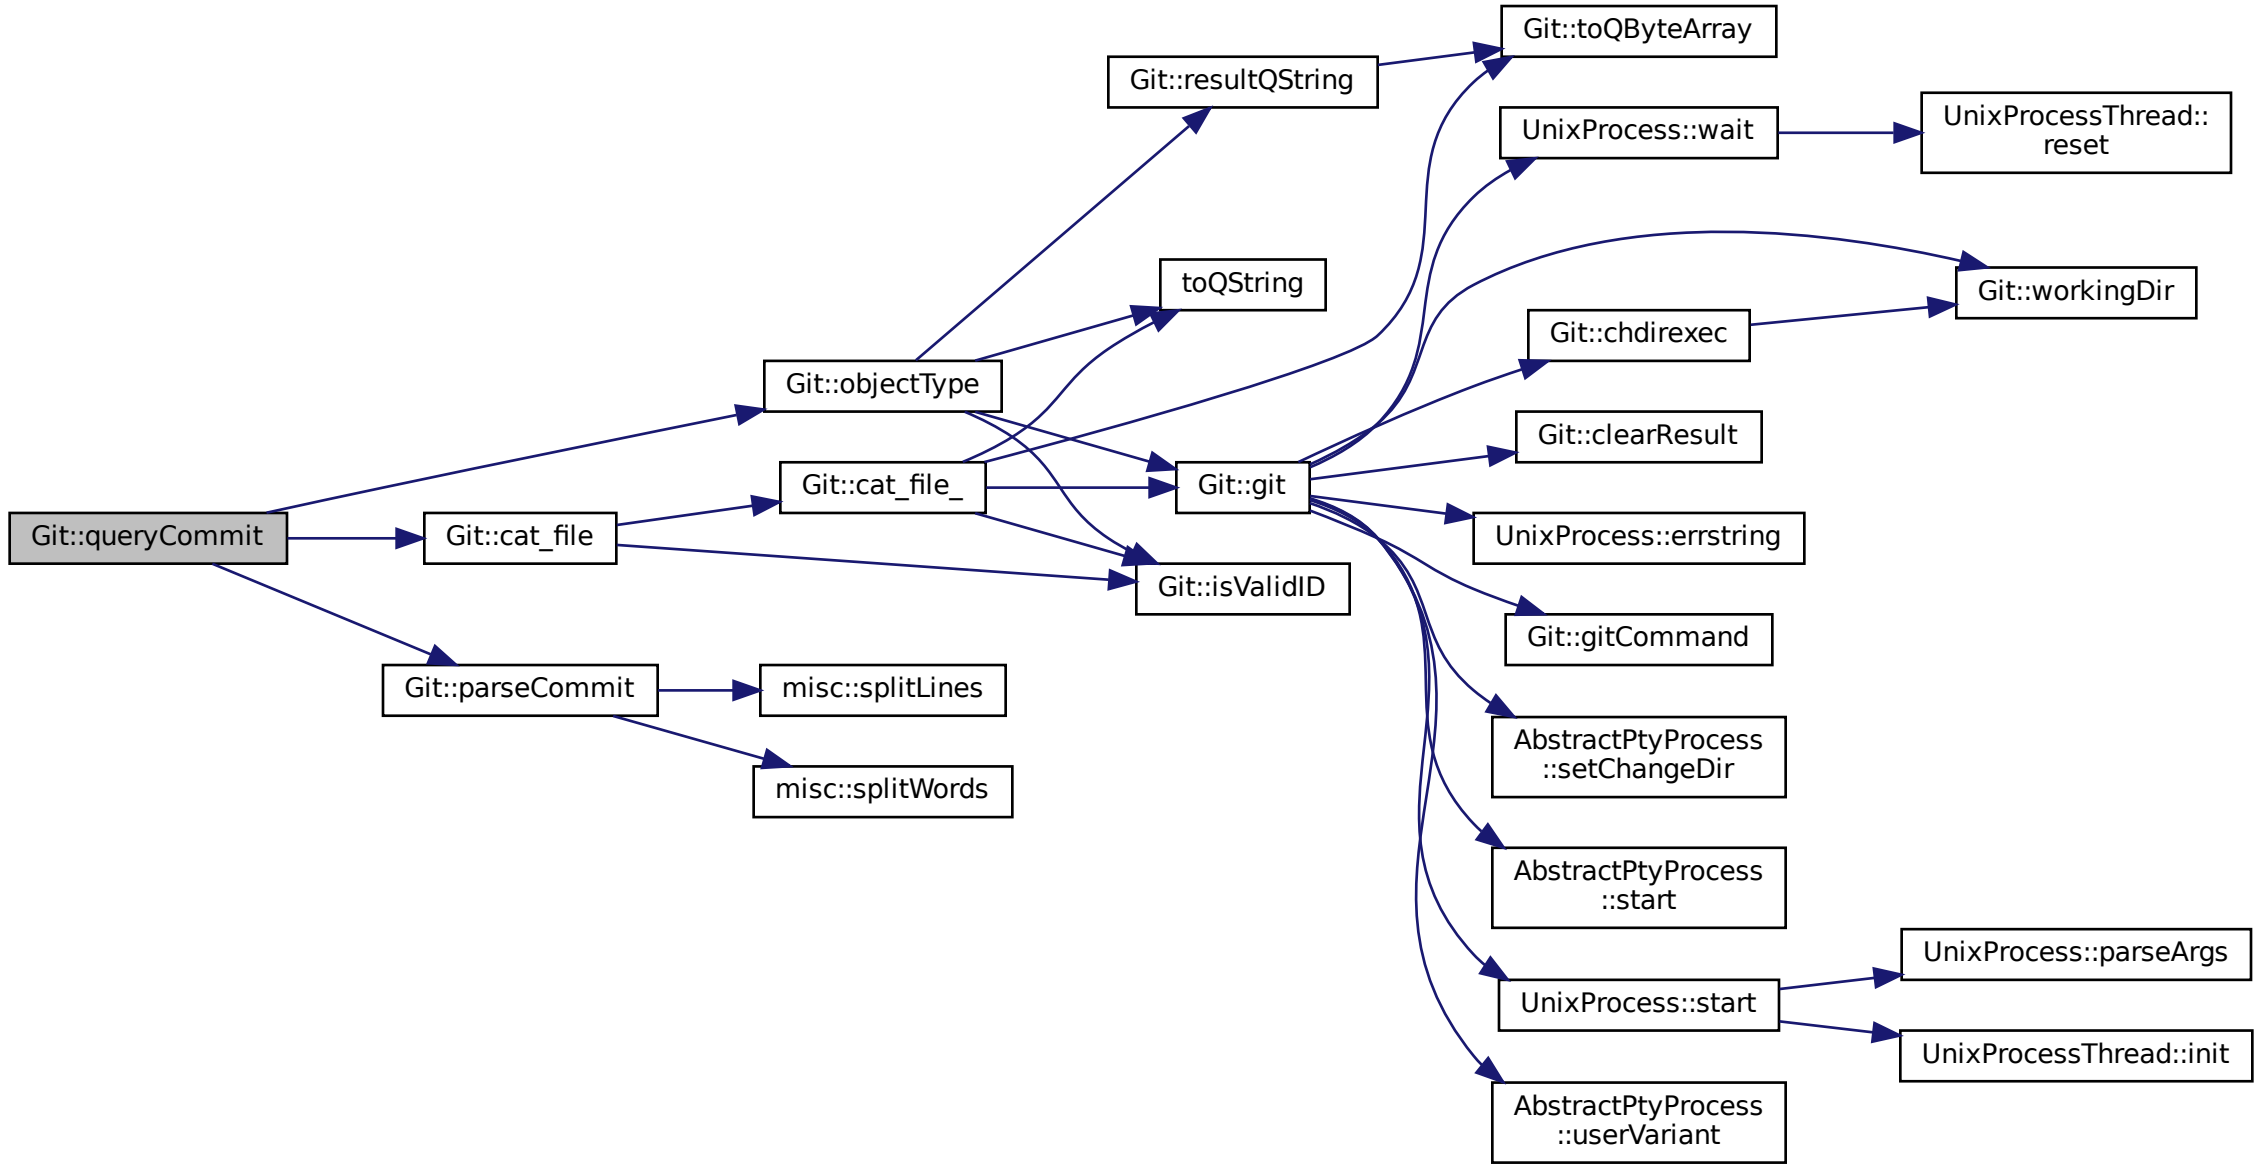 Git::queryCommit
Git::objectType
Git::cat_file
Git::parseCommit
Git::cat_file_
misc::splitLines
misc::splitWords
Git::resultQString
toQString
Git::git
Git::isValidID
Git::toQByteArray
UnixProcess::wait
Git::chdirexec
Git::clearResult
UnixProcess::errstring
Git::gitCommand
AbstractPtyProcess
::setChangeDir
AbstractPtyProcess
::start
UnixProcess::start
AbstractPtyProcess
::userVariant
UnixProcessThread::
reset
Git::workingDir
UnixProcess::parseArgs
UnixProcessThread::init